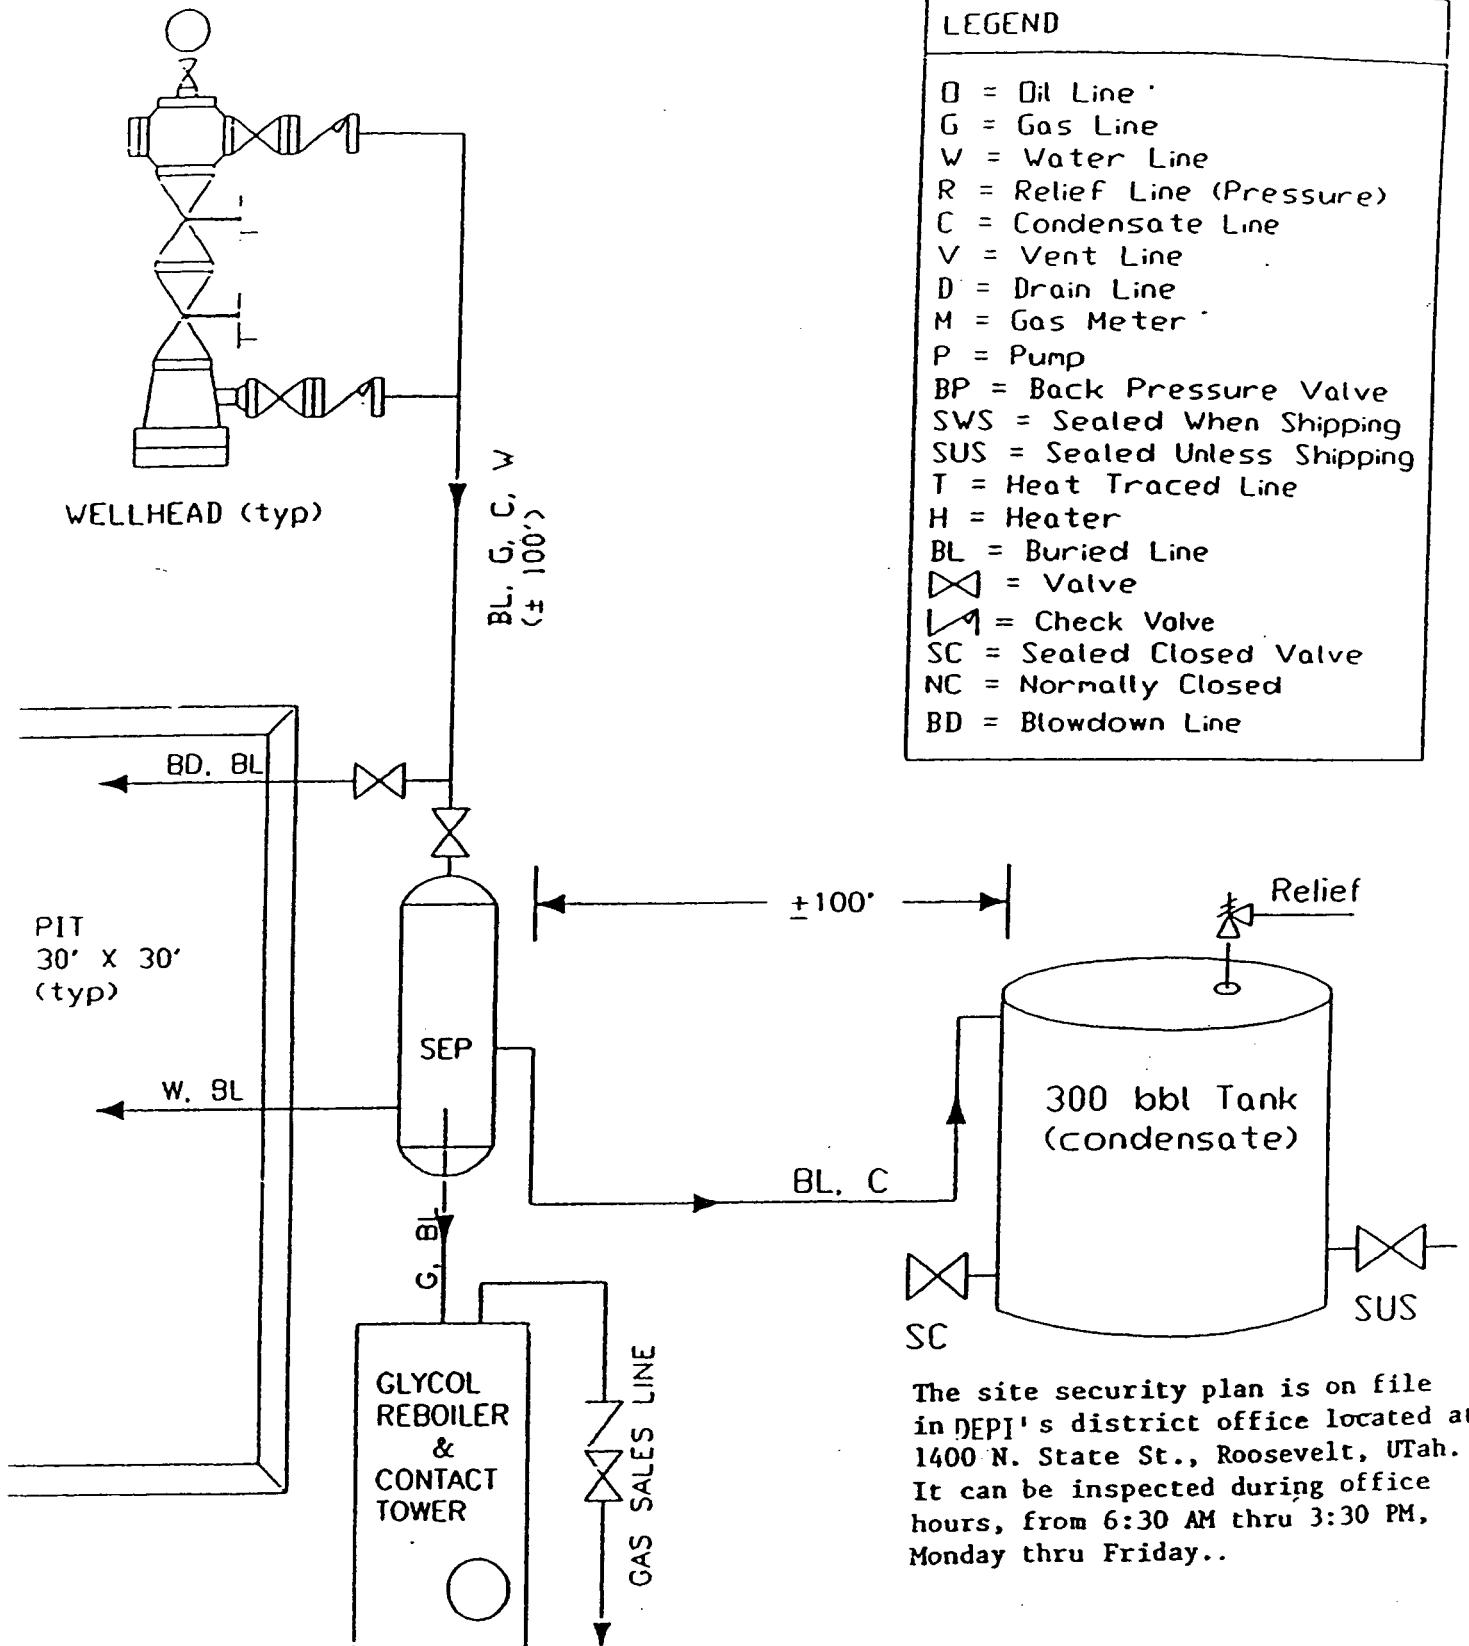 LEGEND
O = Oil Line
G = Gas Line
W = Water Line
R = Relief Line (Pressure)
C = Condensate Line
V = Vent Line
D = Drain Line
M = Gas Meter
P = Pump
BP = Back Pressure Valve
SWS = Sealed When Shipping
SUS = Sealed Unless Shipping
T = Heat Traced Line
H = Heater
BL = Buried Line
= Valve
= Check Valve
SC = Sealed Closed Valve
NC = Normally Closed
BD = Blowdown Line
WELLHEAD (typ)
BL, G, C, W
(± 100')
BD, BL
PIT
30' X 30'
(typ)
SEP
W, BL
±100'
Relief
300 bbl Tank
(condensate)
BL, C
G, BL
SC
SUS
GLYCOL
REBOILER
&
CONTACT
TOWER
GAS SALES LINE
The site security plan is on file
in DEPI's district office located at
1400 N. State St., Roosevelt, UTah.
It can be inspected during office
hours, from 6:30 AM thru 3:30 PM,
Monday thru Friday..